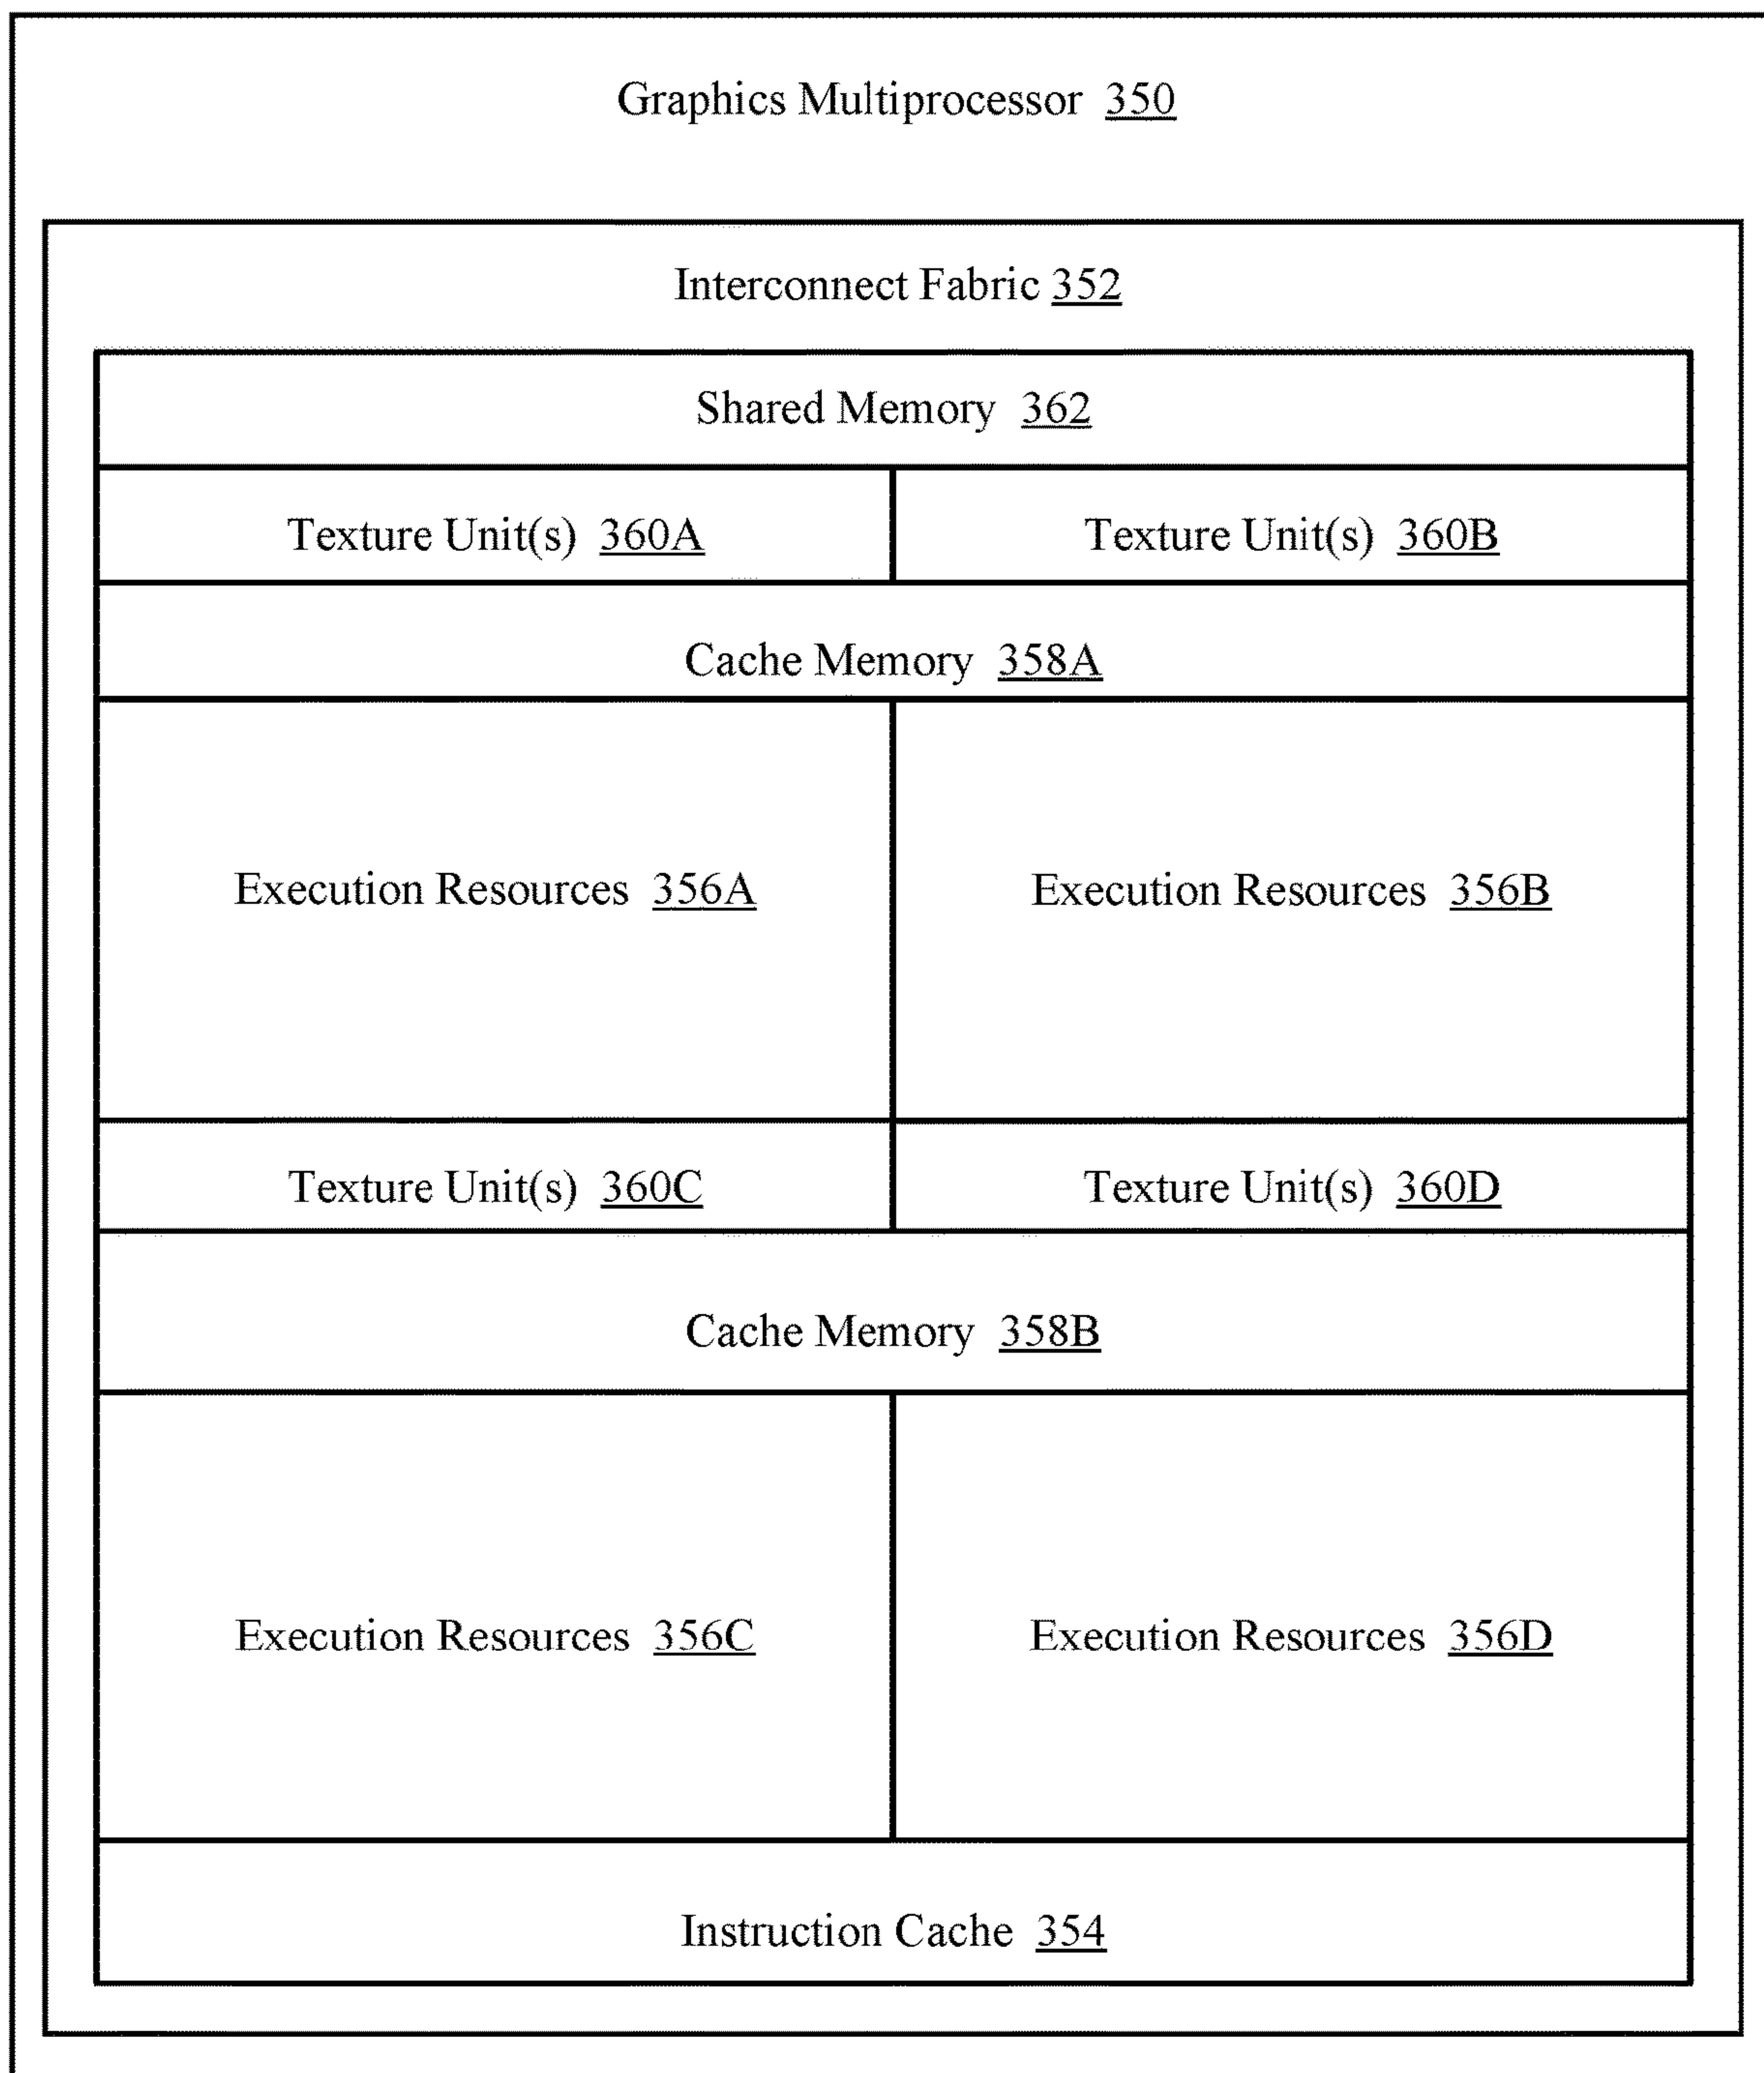 Graphics Multiprocessor 350
Interconnect Fabric 352
Shared Memory 362
Texture Unit(s) 360A
Texture Unit(s) 360B
Cache Memory 358A
Execution Resources 356A
Execution Resources 356B
Texture Unit(s) 360C
Texture Unit(s) 360D
Cache Memory 358B
Execution Resources 356C
Execution Resources 356D
Instruction Cache 354